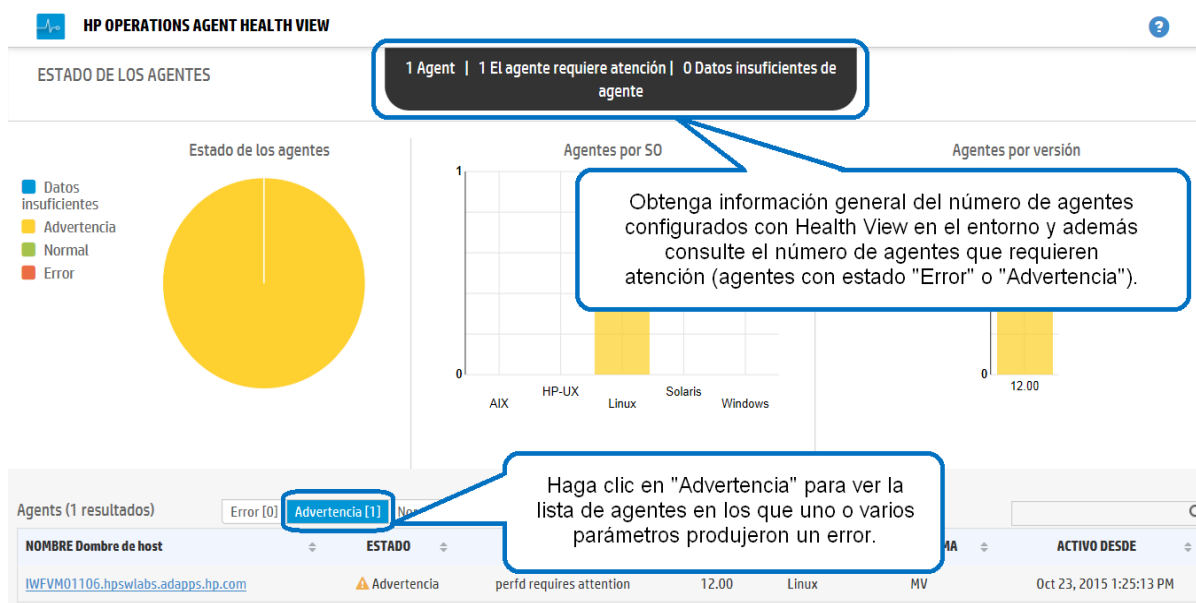 HP OPERATIONS AGENT HEALTH VIEW
?
ESTADO DE LOS AGENTES
1 Agent | 1 El agente requiere atención | 0 Datos insuficientes de
agente
Estado de los agentes
Datos
insuficientes
Advertencia
Normal
Error
Agentes por SO
1
0
AIX
HP-UX
Linux
Solaris
Windows
Agentes por versión
0
12.00
Obtenga información general del número de agentes
configurados con Health View en el entorno y además
consulte el número de agentes que requieren
atención (agentes con estado "Error" o "Advertencia").
Haga clic en "Advertencia" para ver la
lista de agentes en los que uno o varios
parámetros produjeron un error.
Agents (1 resultados)
Error [0]
Advertencia [1]
NOMBRE Dombre de host
ESTADO
MA
ACTIVO DESDE
IWFVM01106.hpswlabs.adapps.hp.com
Advertencia
perfd requires attention
12.00
Linux
MV
Oct 23, 2015 1:25:13 PM